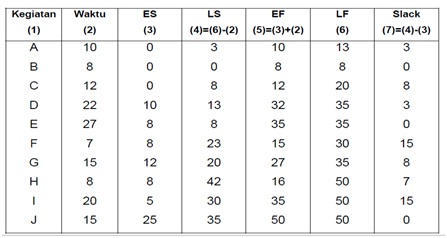 Kegiatan Waktu ES LS EF LF Slack
(1) (2) (3) (4)=(6)-(2) (5)=(3)+(2) (6) (7)=(4)-(3)
A 10 0 3 10 13 3
B 8 0 0 8 8 0
C 12 0 8 12 20 8
D 22 10 13 32 35 3
E 27 8 8 35 35 0
F 7 8 23 15 30 15
G 15 12 20 27 35 8
H 8 8 42 16 50 7
I 20 5 30 35 50 15
J 15 25 35 50 50 0